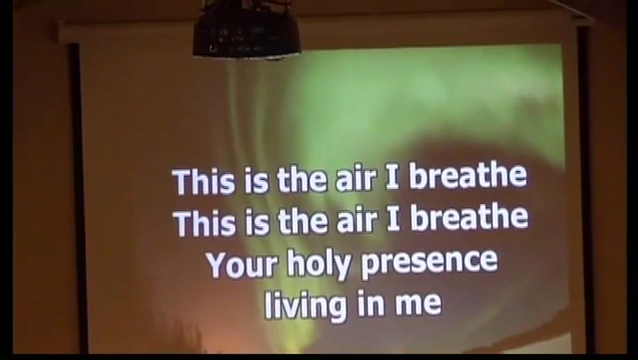 This is the air I breathe
This is the air I breathe
Your holy presence
living in me